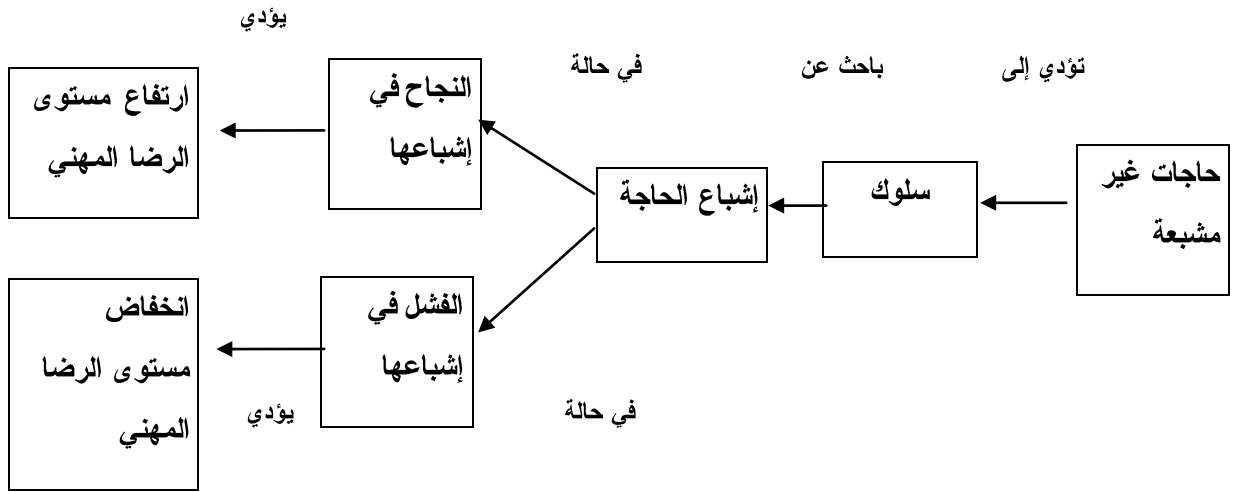 حاجات غير
مشبعة
تؤدي إلى
سلوك
باحث عن
إشباع الحاجة
في حالة
النجاح في
إشباعها
يؤدي
ارتفاع مستوى
الرضا المهني
في حالة
الفشل في
إشباعها
يؤدي
انخفاض
مستوى الرضا
المهني